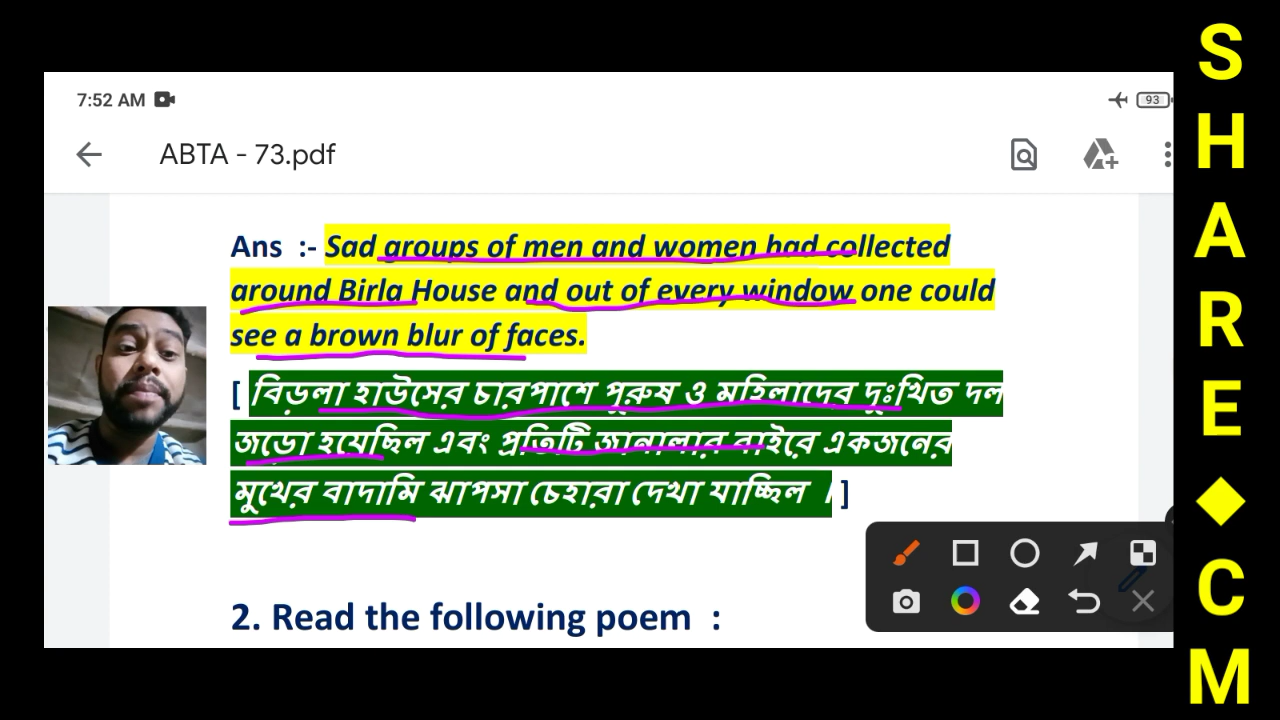 7:52 AM
93
ABTA - 73.pdf
Ans :- Sad groups of men and women had collected
around Birla House and out of every window one could
see a brown blur of faces.
[ বিড়লা হাউসের চারপাশে পুরুষ ও মহিলাদের দুঃখিত দল
জড়ো হয়েছিল এবং প্রতিটি জানালার বাইরে একজনের
মুখের বাদামি ঝাপসা চেহারা দেখা যাচ্ছিল । ]
2. Read the following poem :
SHARE◆CM